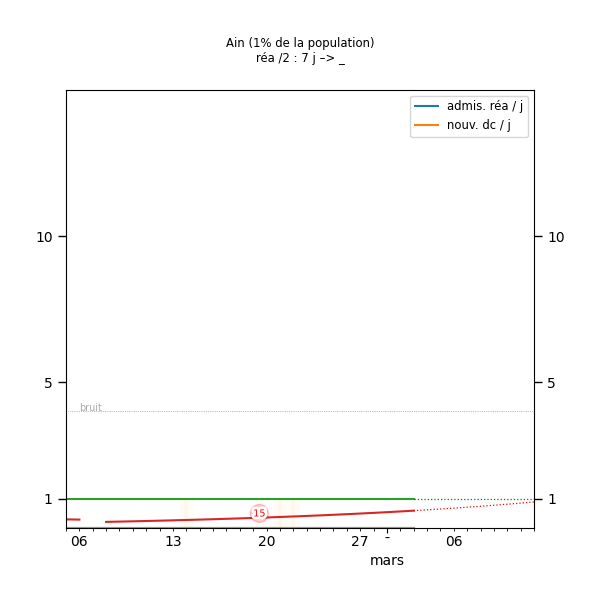 Ain (1% de la population)
réa /2 : 7 j –> _
admis. réa / j
nouv. dc / j
10 10
5 5
bruit
1 1
15
06 13 20 27 - 06
mars